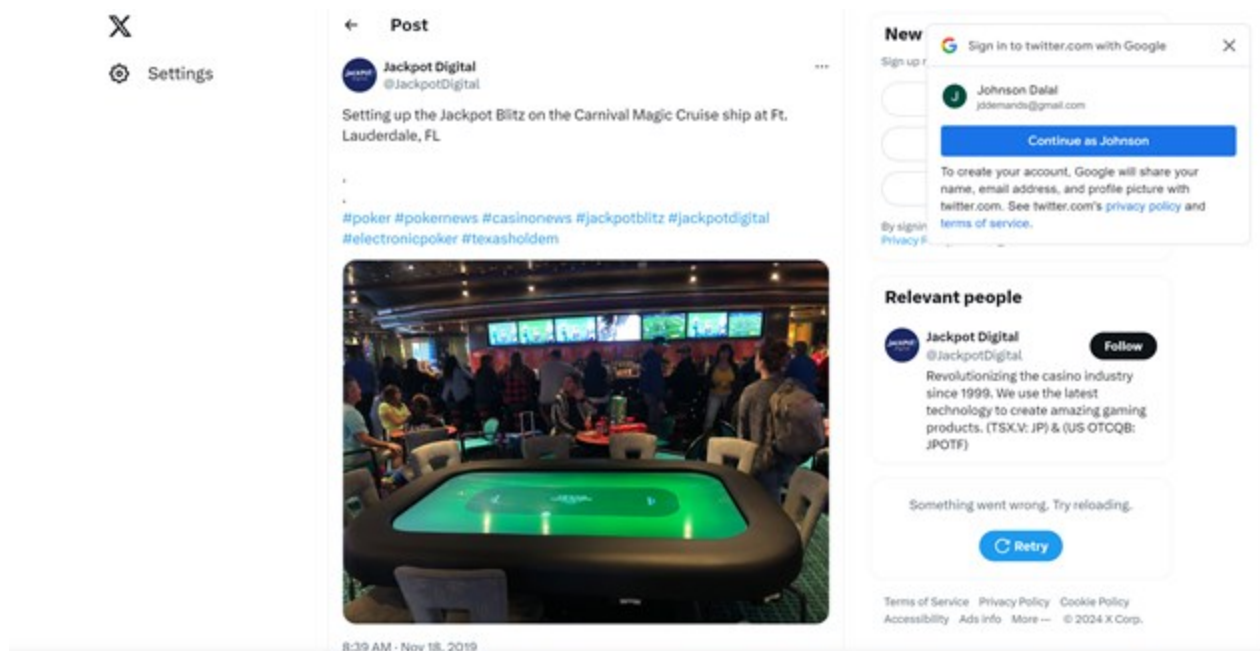 Settings
Post
Jackpot Digital
@JackpotDigital
Setting up the Jackpot Blitz on the Carnival Magic Cruise ship at Ft.
Lauderdale, FL
.
.
#poker #pokernews #casinonews #jackpotblitz #jackpotdigital
#electronicpoker #texasholdem
8:39 AM · Nov 18, 2019
New
Sign up
By signin
Privacy P
Sign in to twitter.com with Google
J
Johnson Dalal
jddemands@gmail.com
Continue as Johnson
To create your account, Google will share your
name, email address, and profile picture with
twitter.com. See twitter.com's privacy policy and
terms of service.
Relevant people
Jackpot Digital
@JackpotDigital
Follow
Revolutionizing the casino industry
since 1999. We use the latest
technology to create amazing gaming
products. (TSX.V: JP) & (US OTCQB:
JPOTF)
Something went wrong. Try reloading.
Retry
Terms of Service Privacy Policy Cookie Policy
Accessibility Ads info More ··· © 2024 X Corp.